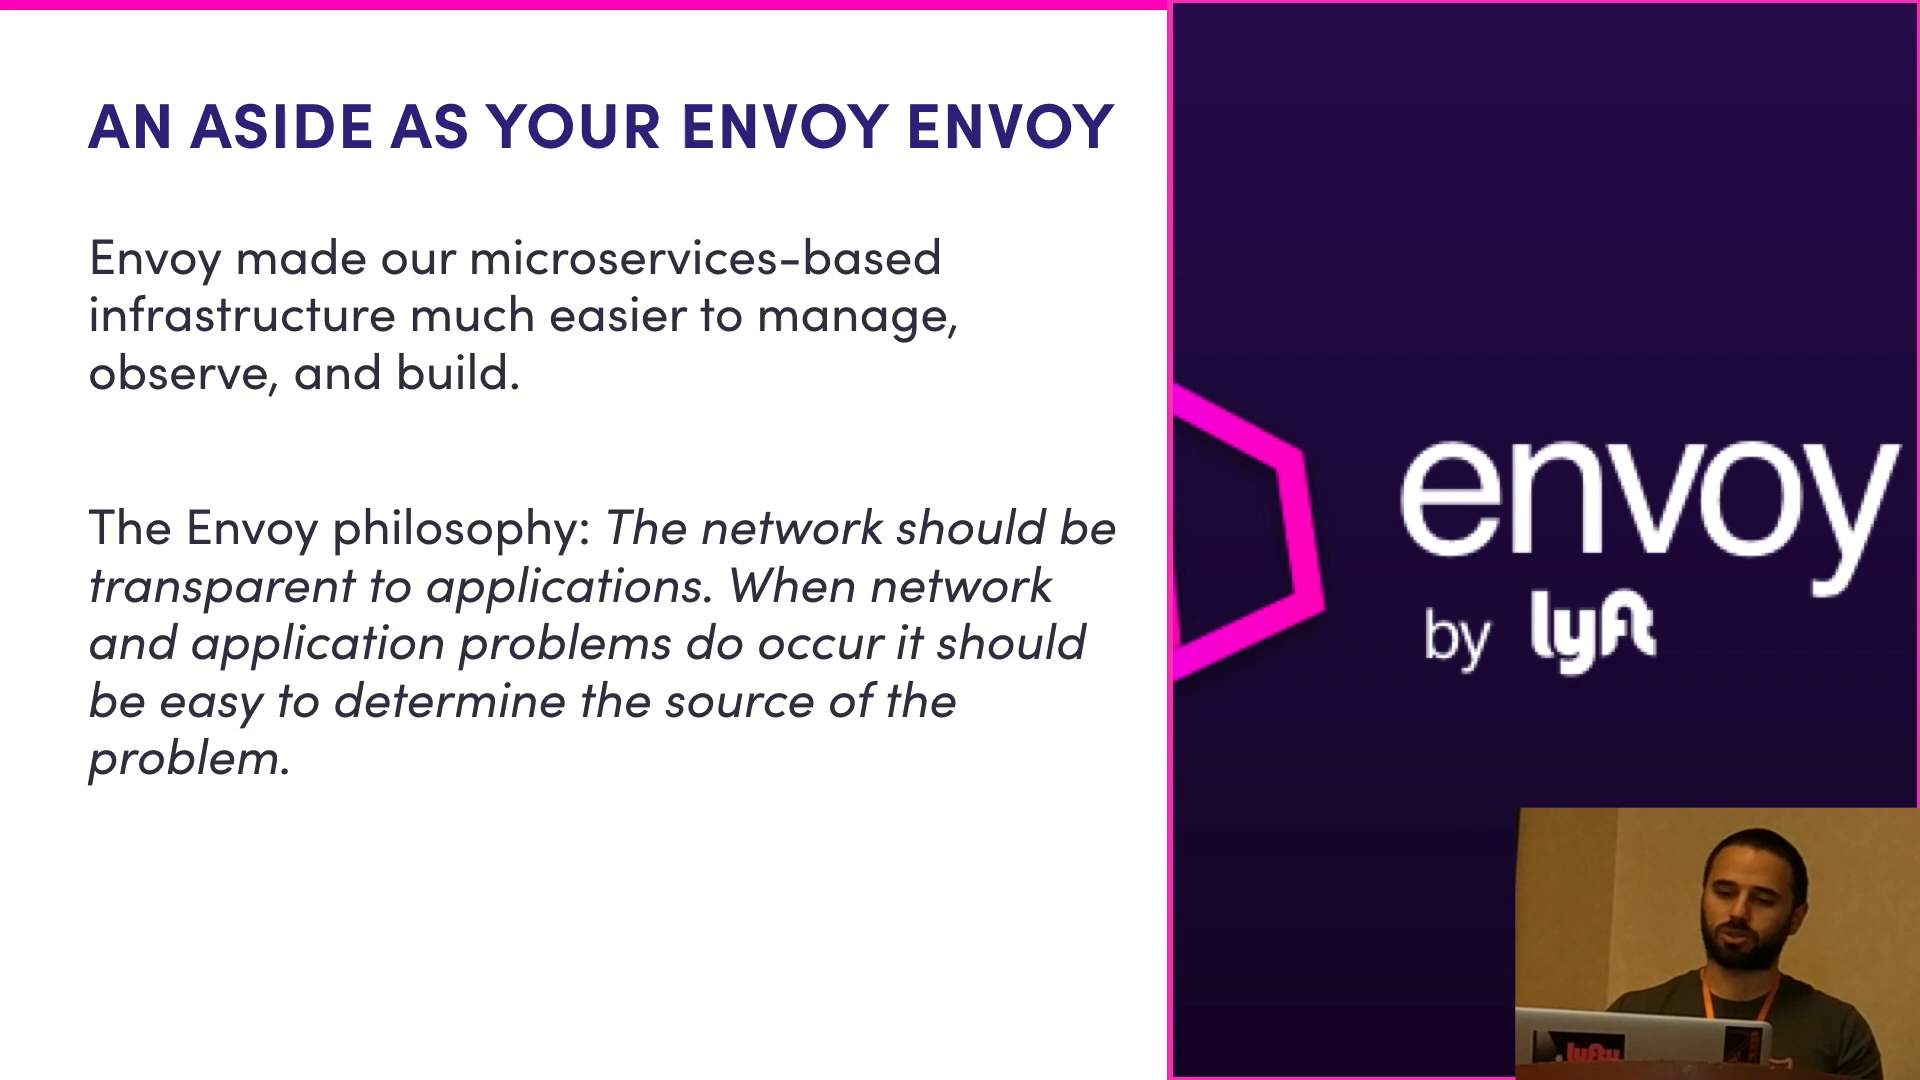 AN ASIDE AS YOUR ENVOY ENVOY
Envoy made our microservices-based
infrastructure much easier to manage,
observe, and build.
The Envoy philosophy: The network should be
transparent to applications. When network
and application problems do occur it should
be easy to determine the source of the
problem.
envoy
by lyft
lyft